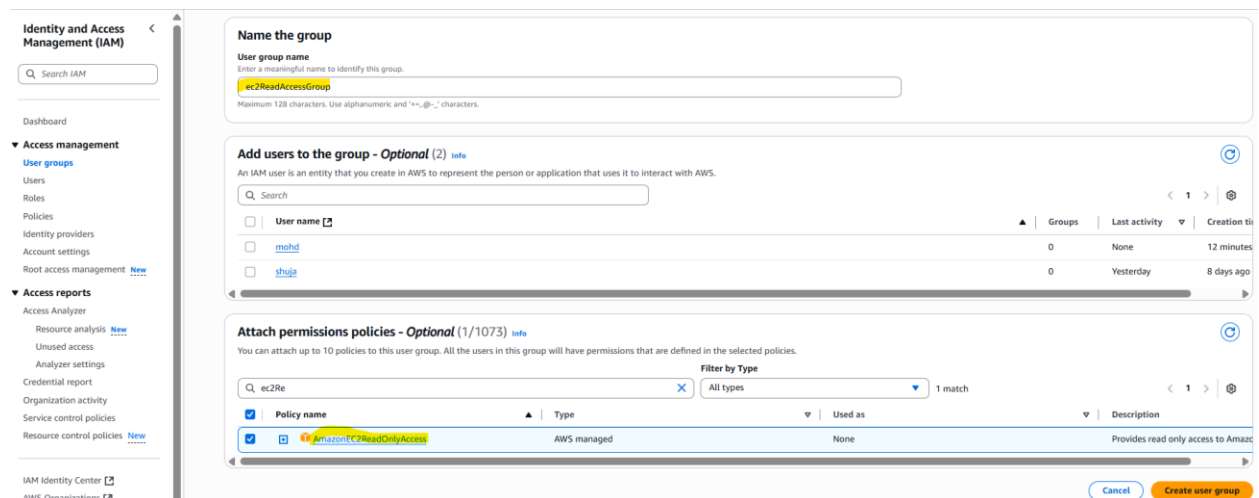 Identity and Access Management (IAM)
Search IAM
Dashboard
Access management
User groups
Users
Roles
Policies
Identity providers
Account settings
Root access management New
Access reports
Access Analyzer
Resource analysis New
Unused access
Analyzer settings
Credential report
Organization activity
Service control policies
Resource control policies New
IAM Identity Center
AWS Organizations
Name the group
User group name
Enter a meaningful name to identify this group.
ec2ReadAccessGroup
Maximum 128 characters. Use alphanumeric and '+=,.@-_' characters.
Add users to the group - Optional (2) Info
An IAM user is an entity that you create in AWS to represent the person or application that uses it to interact with AWS.
Search
1
User name Groups Last activity Creation ti
mohd 0 None 12 minutes
shuja 0 Yesterday 8 days ago
Attach permissions policies - Optional (1/1073) Info
You can attach up to 10 policies to this user group. All the users in this group will have permissions that are defined in the selected policies.
Filter by Type
ec2Re All types 1 match 1
Policy name Type Used as Description
AmazonEC2ReadOnlyAccess AWS managed None Provides read only access to Amazo
Cancel Create user group